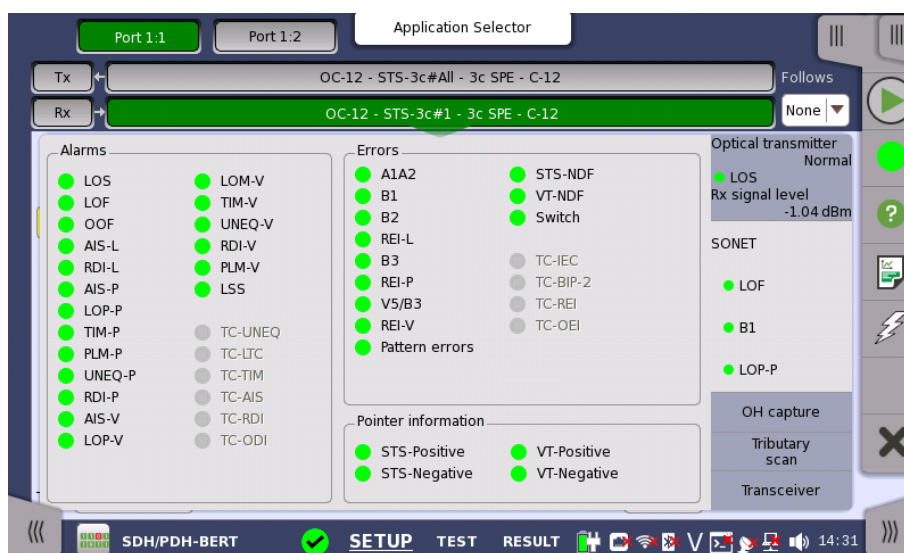 Port 1:1
Port 1:2
Application Selector
Tx
OC-12 - STS-3c#All - 3c SPE - C-12
Follows
Rx
OC-12 - STS-3c#1 - 3c SPE - C-12
None
Alarms
LOS
LOF
OOF
AIS-L
RDI-L
AIS-P
LOP-P
TIM-P
PLM-P
UNEQ-P
RDI-P
AIS-V
LOP-V
LOM-V
TIM-V
UNEQ-V
RDI-V
PLM-V
LSS
TC-UNEQ
TC-LTC
TC-TIM
TC-AIS
TC-RDI
TC-ODI
Errors
A1A2
B1
B2
REI-L
B3
REI-P
V5/B3
REI-V
Pattern errors
STS-NDF
VT-NDF
Switch
TC-IEC
TC-BIP-2
TC-REI
TC-OEI
Pointer information
STS-Positive
STS-Negative
VT-Positive
VT-Negative
Optical transmitter
Normal
LOS
Rx signal level
-1.04 dBm
SONET
LOF
B1
LOP-P
OH capture
Tributary
scan
Transceiver
SDH/PDH-BERT
SETUP
TEST
RESULT
V
14:31